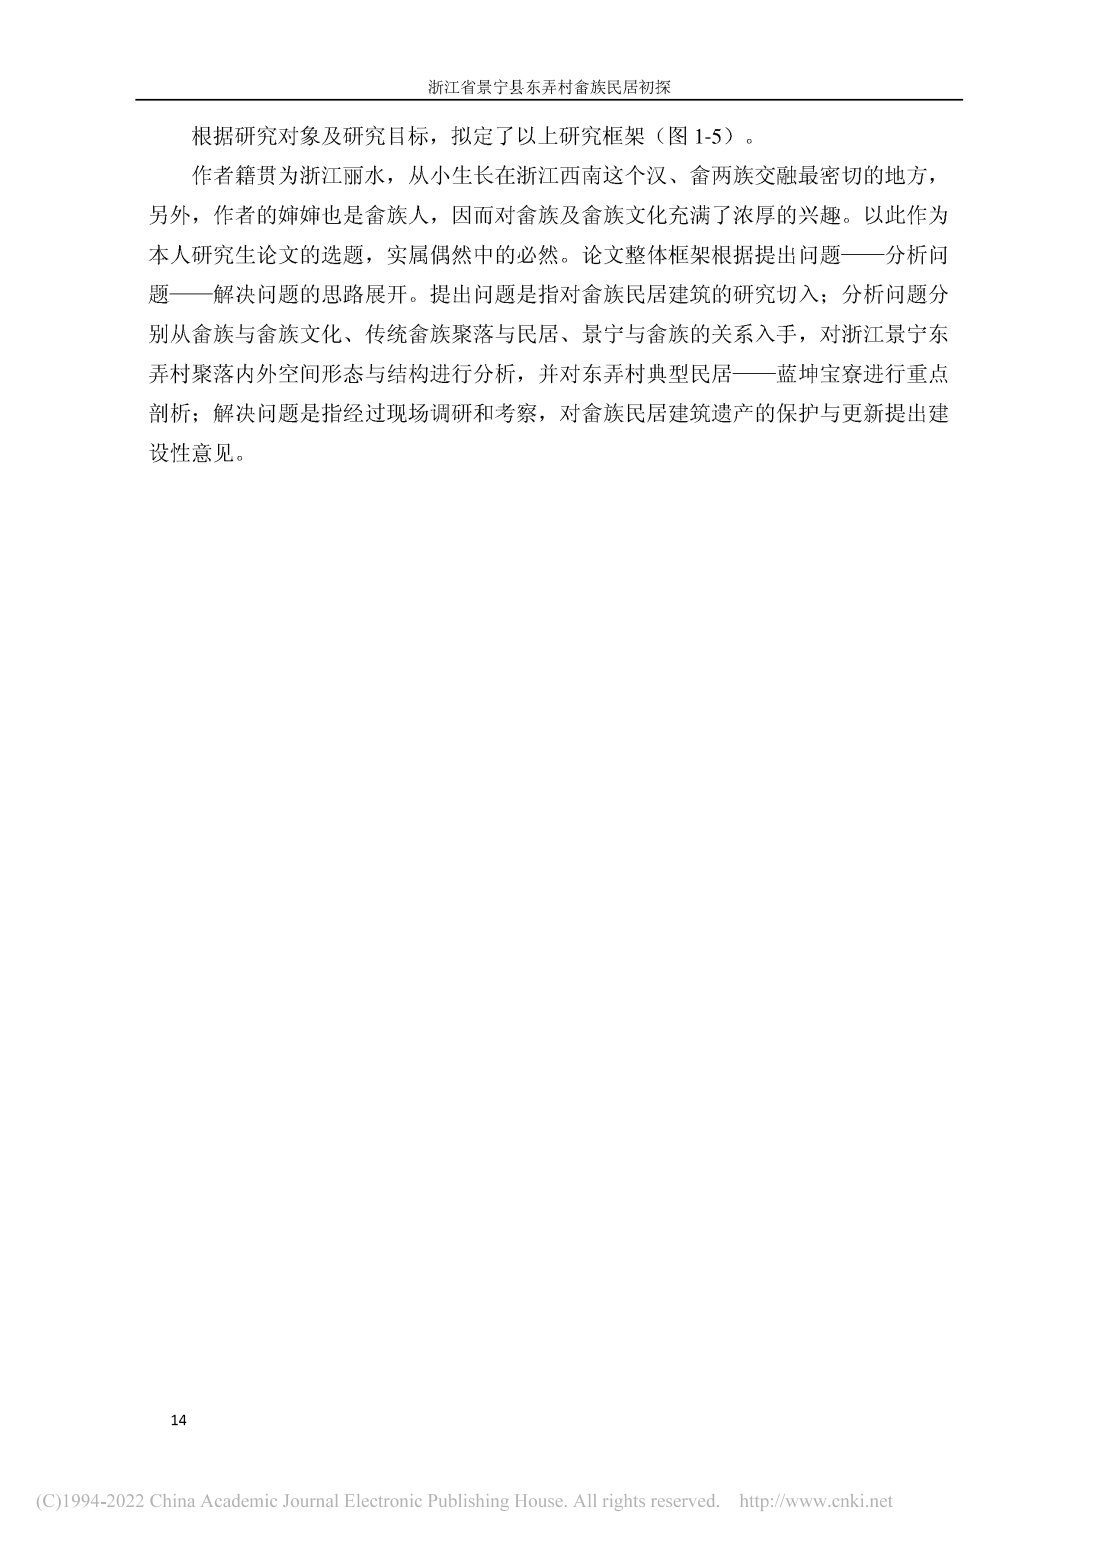 浙江省景宁县东弄村畲族民居初探
根据研究对象及研究目标，拟定了以上研究框架（图 1-5）。
作者籍贯为浙江丽水，从小生长在浙江西南这个汉、畲两族交融最密切的地方，
另外，作者的婶婶也是畲族人，因而对畲族及畲族文化充满了浓厚的兴趣。以此作为
本人研究生论文的选题，实属偶然中的必然。论文整体框架根据提出问题——分析问
题——解决问题的思路展开。提出问题是指对畲族民居建筑的研究切入；分析问题分
别从畲族与畲族文化、传统畲族聚落与民居、景宁与畲族的关系入手，对浙江景宁东
弄村聚落内外空间形态与结构进行分析，并对东弄村典型民居——蓝坤宝寮进行重点
剖析；解决问题是指经过现场调研和考察，对畲族民居建筑遗产的保护与更新提出建
设性意见。
14
(C)1994-2022 China Academic Journal Electronic Publishing House. All rights reserved. http://www.cnki.net